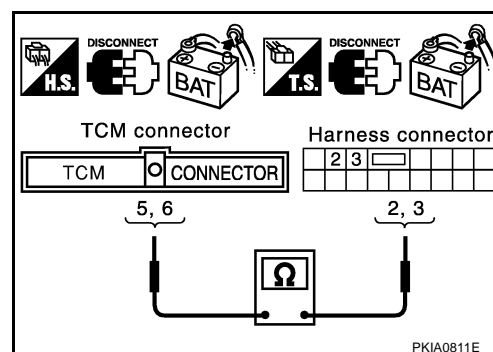 DISCONNECT
H.S.
BAT
DISCONNECT
T.S.
BAT
TCM connector
Harness connector
TCM CONNECTOR
2 3
5, 6
2, 3
Ω
PKIA0811E